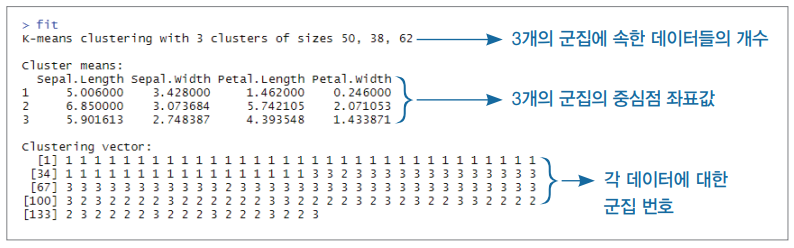 > fit
K-means clustering with 3 clusters of sizes 50, 38, 62
3개의 군집에 속한 데이터들의 개수
Cluster means:
Sepal.Length Sepal.Width Petal.Length Petal.Width
1 5.006000 3.428000 1.462000 0.246000
2 6.850000 3.073684 5.742105 2.071053
3 5.901613 2.748387 4.393548 1.433871
3개의 군집의 중심점 좌표값
Clustering vector:
[1] 1 1 1 1 1 1 1 1 1 1 1 1 1 1 1 1 1 1 1 1 1 1 1 1 1 1 1 1 1 1 1 1 1
[34] 1 1 1 1 1 1 1 1 1 1 1 1 1 1 1 1 1 3 3 2 3 3 3 3 3 3 3 3 3 3 3 3 3
[67] 3 3 3 3 3 3 3 3 3 3 3 2 3 3 3 3 3 3 3 3 3 3 3 3 3 3 3 3 3 3 3 3 3
[100] 3 2 3 2 2 2 2 3 2 2 2 2 2 2 3 3 2 2 2 2 3 2 3 2 3 2 2 3 3 2 2 2 2
[133] 2 3 2 2 2 2 3 2 2 2 3 2 2 2 3 2 2 3
각 데이터에 대한
군집 번호